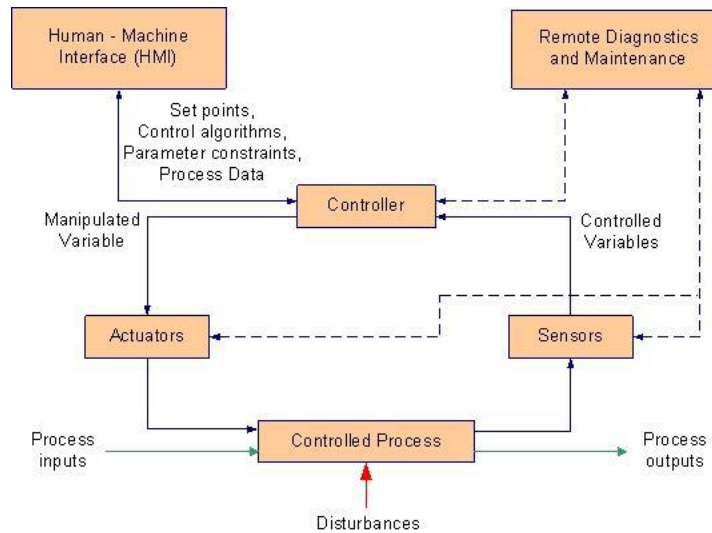 Human - Machine
Interface (HMI)
Remote Diagnostics
and Maintenance
Set points,
Control algorithms,
Parameter constraints,
Process Data
Controller
Manipulated
Variable
Controlled
Variables
Actuators
Sensors
Process
inputs
Controlled Process
Process
outputs
Disturbances